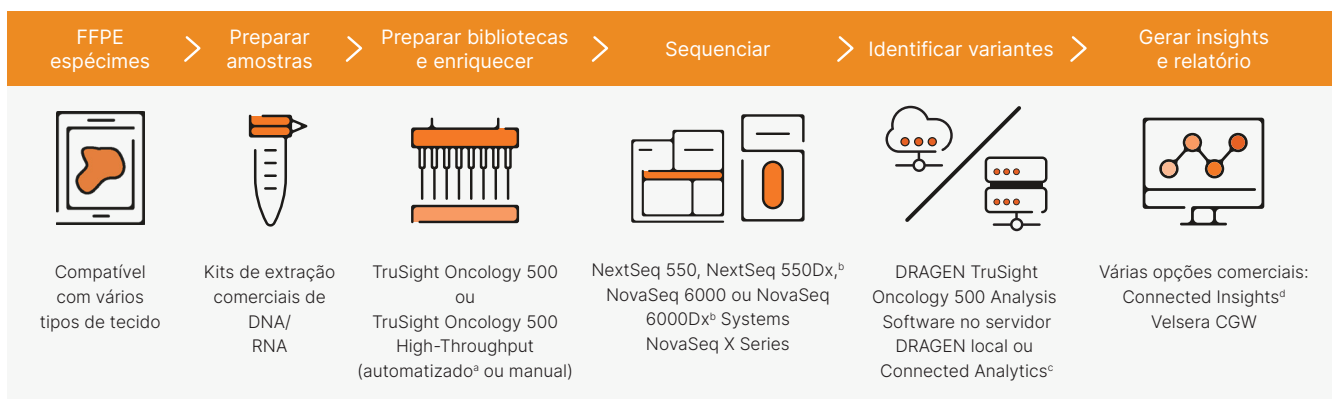 FFPE
espécimes
Preparar
amostras
Preparar bibliotecas
e enriquecer
Sequenciar
Identificar variantes
Gerar insights
e relatório
Compatível
com vários
tipos de tecido
Kits de extração
comerciais de
DNA/
RNA
TruSight Oncology 500
ou
TruSight Oncology 500
High-Throughput
(automatizadoᵃ ou manual)
NextSeq 550, NextSeq 550Dx,ᵇ
NovaSeq 6000 ou NovaSeq
6000Dxᵇ Systems
NovaSeq X Series
DRAGEN TruSight
Oncology 500 Analysis
Software no servidor
DRAGEN local ou
Connected Analyticsᶜ
Várias opções comerciais:
Connected Insightsᵈ
Velsera CGW